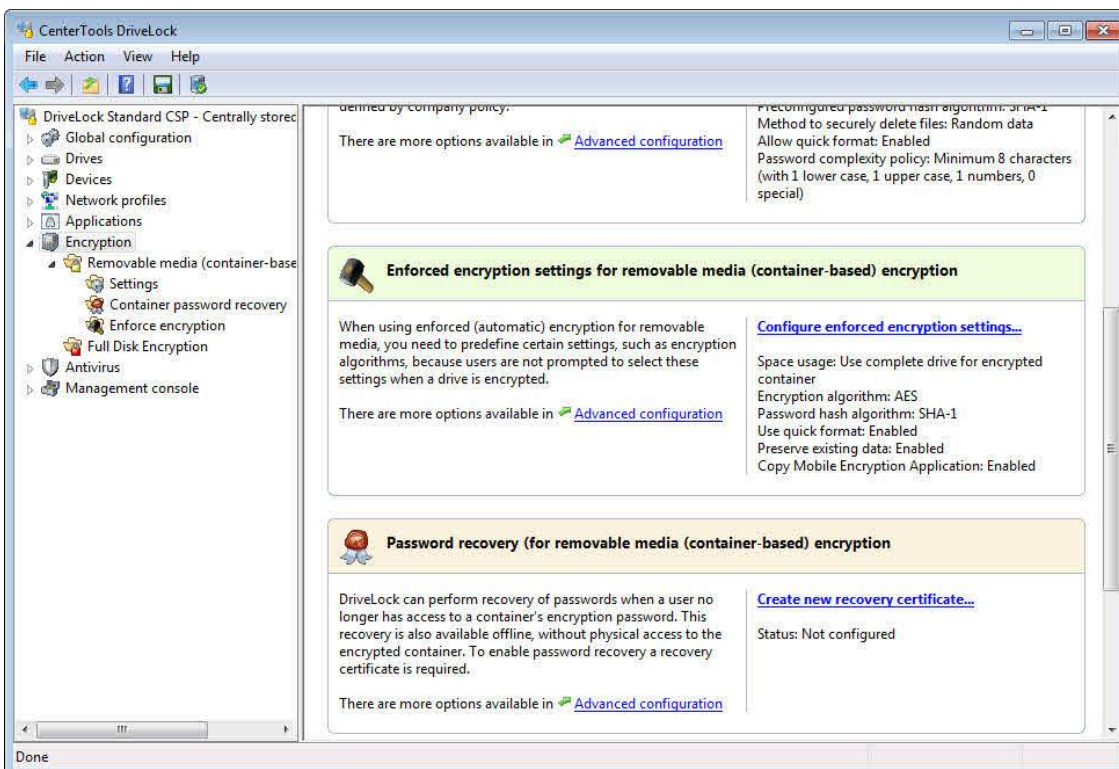 CenterTools DriveLock
File Action View Help
DriveLock Standard CSP - Centrally storec
Global configuration
Drives
Devices
Network profiles
Applications
Encryption
Removable media (container-base
Settings
Container password recovery
Enforce encryption
Full Disk Encryption
Antivirus
Management console
defined by company policy.
There are more options available in Advanced configuration
Preconfigured password hash algorithm: SHA-1
Method to securely delete files: Random data
Allow quick format: Enabled
Password complexity policy: Minimum 8 characters
(with 1 lower case, 1 upper case, 1 numbers, 0
special)
Enforced encryption settings for removable media (container-based) encryption
When using enforced (automatic) encryption for removable
media, you need to predefine certain settings, such as encryption
algorithms, because users are not prompted to select these
settings when a drive is encrypted.
There are more options available in Advanced configuration
Configure enforced encryption settings...
Space usage: Use complete drive for encrypted
container
Encryption algorithm: AES
Password hash algorithm: SHA-1
Use quick format: Enabled
Preserve existing data: Enabled
Copy Mobile Encryption Application: Enabled
Password recovery (for removable media (container-based) encryption
DriveLock can perform recovery of passwords when a user no
longer has access to a container's encryption password. This
recovery is also available offline, without physical access to the
encrypted container. To enable password recovery a recovery
certificate is required.
There are more options available in Advanced configuration
Create new recovery certificate...
Status: Not configured
Done